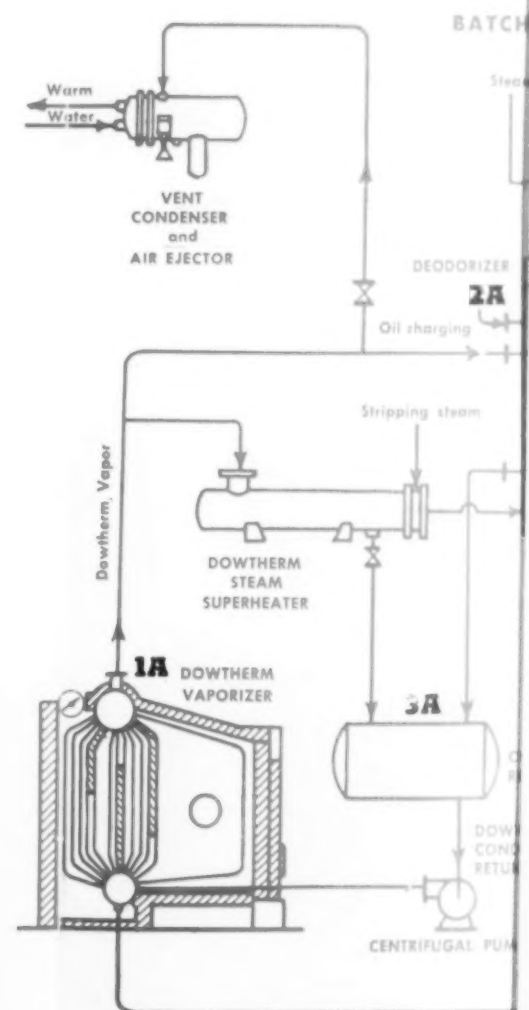 BATCH
Warm
Water
VENT
CONDENSER
and
AIR EJECTOR
DEODORIZER
2A
Oil charging
Stripping steam
Dowtherm Vapor
DOWTHERM
STEAM
SUPERHEATER
1A
DOWTHERM
VAPORIZER
3A
CENTRIFUGAL